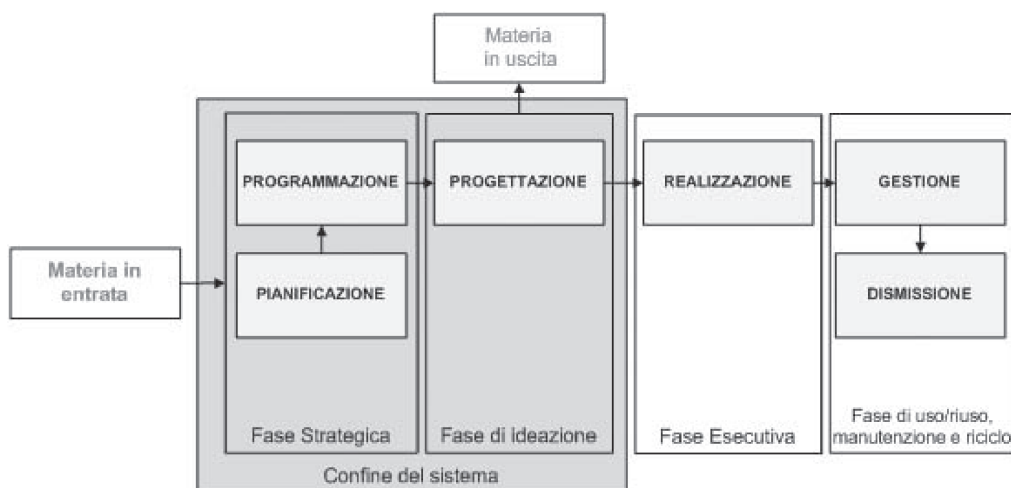 Materia
in uscita
PROGRAMMAZIONE
PROGETTAZIONE
REALIZZAZIONE
GESTIONE
Materia in
entrata
PIANIFICAZIONE
DISMISSIONE
Fase Strategica
Fase di ideazione
Fase Esecutiva
Fase di uso/riuso,
manutenzione e riciclo
Confine del sistema